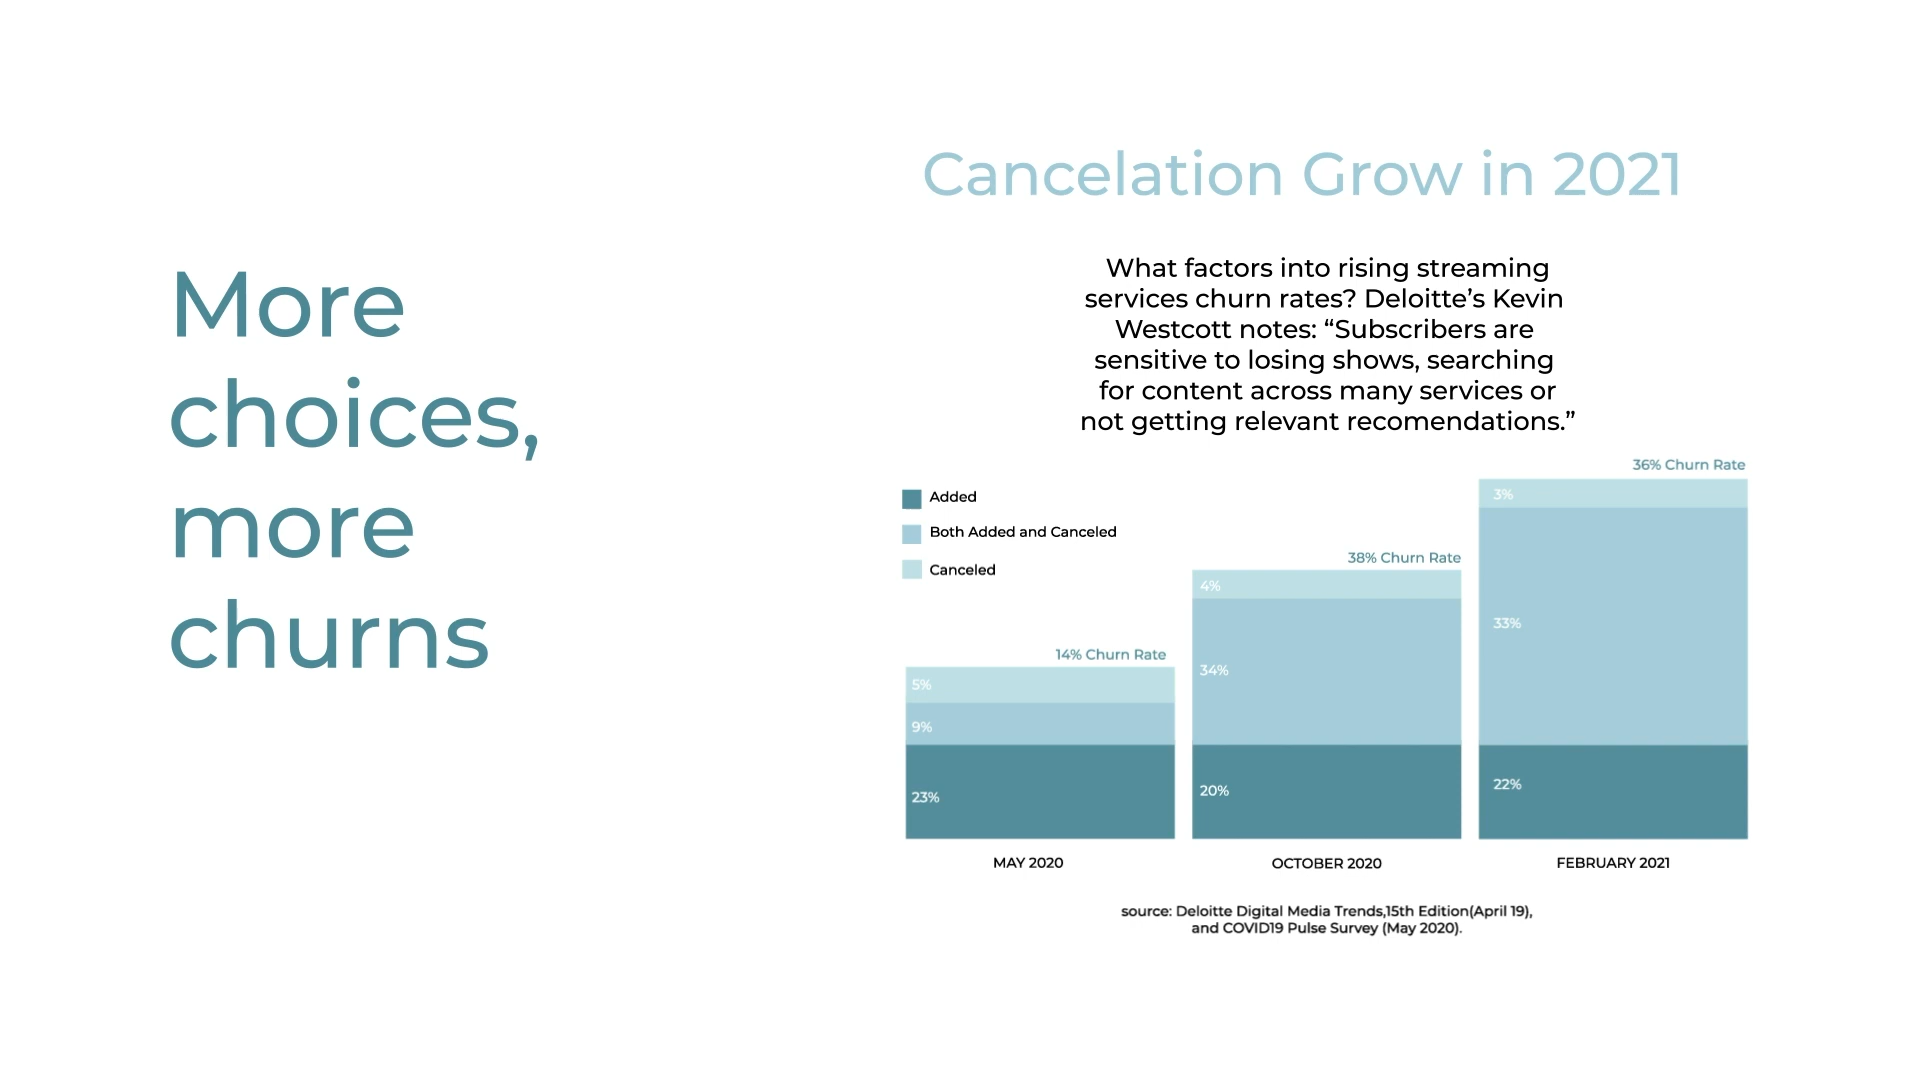 More
choices,
more
churns
Cancelation Grow in 2021
What factors into rising streaming
services churn rates? Deloitte’s Kevin
Westcott notes: “Subscribers are
sensitive to losing shows, searching
for content across many services or
not getting relevant recomendations.”
Added
Both Added and Canceled
Canceled
14% Churn Rate
5%
9%
23%
MAY 2020
38% Churn Rate
4%
34%
20%
OCTOBER 2020
36% Churn Rate
3%
33%
22%
FEBRUARY 2021
source: Deloitte Digital Media Trends,15th Edition(April 19),
and COVID19 Pulse Survey (May 2020).